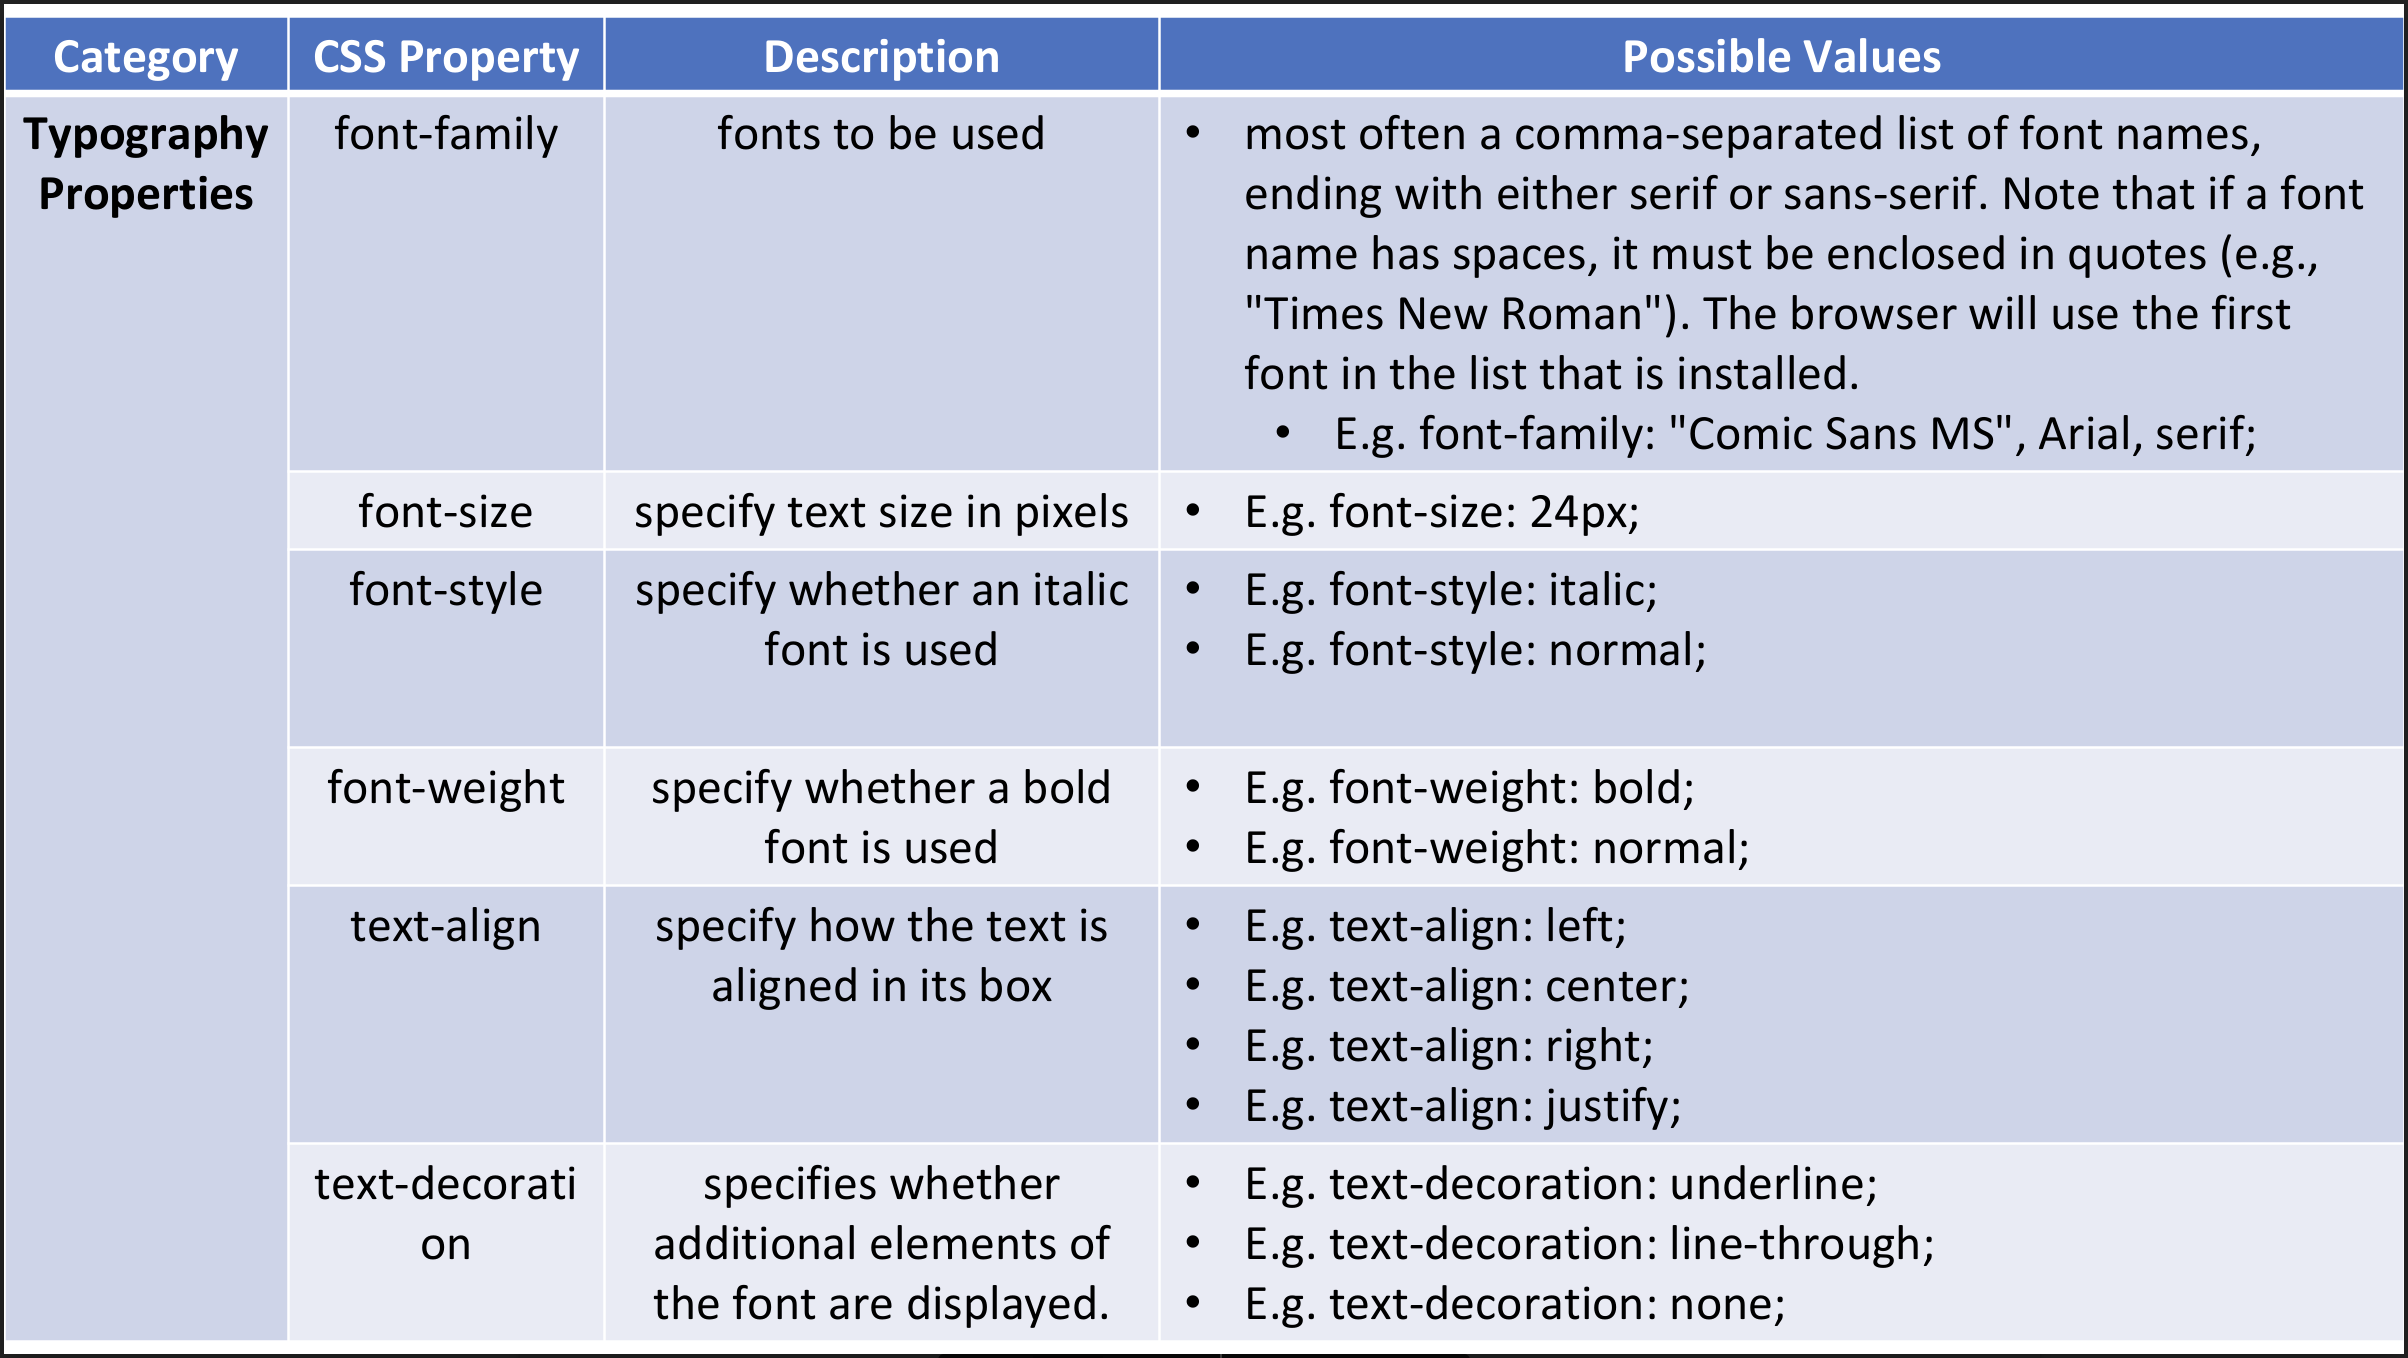 Category CSS Property Description Possible Values
Typography
Properties
font-family
fonts to be used
• most often a comma-separated list of font names,
ending with either serif or sans-serif. Note that if a font
name has spaces, it must be enclosed in quotes (e.g.,
"Times New Roman"). The browser will use the first
font in the list that is installed.
• E.g. font-family: "Comic Sans MS", Arial, serif;
font-size
specify text size in pixels
• E.g. font-size: 24px;
font-style
specify whether an italic
font is used
• E.g. font-style: italic;
• E.g. font-style: normal;
font-weight
specify whether a bold
font is used
• E.g. font-weight: bold;
• E.g. font-weight: normal;
text-align
specify how the text is
aligned in its box
• E.g. text-align: left;
• E.g. text-align: center;
• E.g. text-align: right;
• E.g. text-align: justify;
text-decorati
on
specifies whether
additional elements of
the font are displayed.
• E.g. text-decoration: underline;
• E.g. text-decoration: line-through;
• E.g. text-decoration: none;